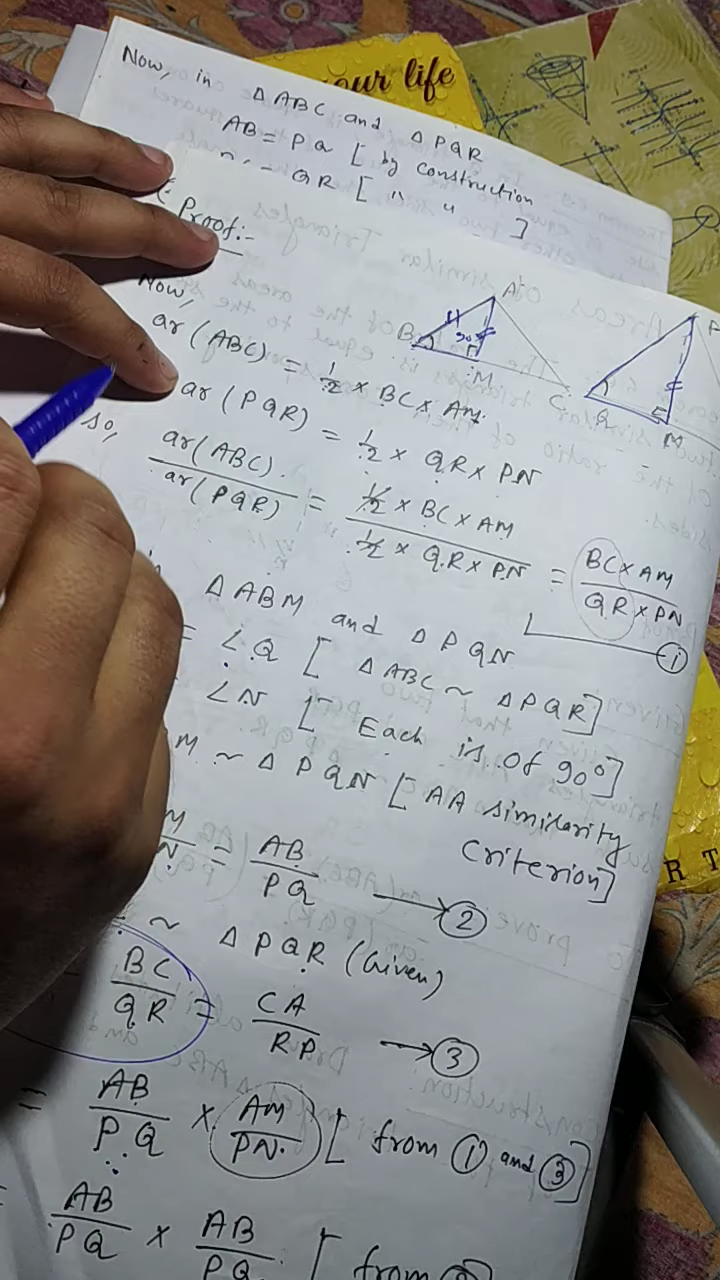 our life
Now, in △ ABC and △ PQR
AB = PQ [ by construction
QR [ " " ]
Proof:-
Now,
ar (ABC) = 1/2 × BC × AM
ar (PQR) = 1/2 × QR × PN
So, ar(ABC)/ar(PQR) = (1/2 × BC × AM)/(1/2 × QR × PN) = (BC × AM)/(QR × PN)
①
A
B
M
C
90°
P
Q
M
△ ABM and △ PQN
= ∠Q [ △ ABC ~ △ PQR]
∠N [ Each is of 90°]
M ~ △ PQN [ AA similarity
criterion]
M/N = AB/PQ → ②
~ △ PQR (Given)
BC/QR = CA/RP → ③
= AB/PQ × AM/PN [ from ① and ③]
= AB/PQ × AB/PQ [ from
R T